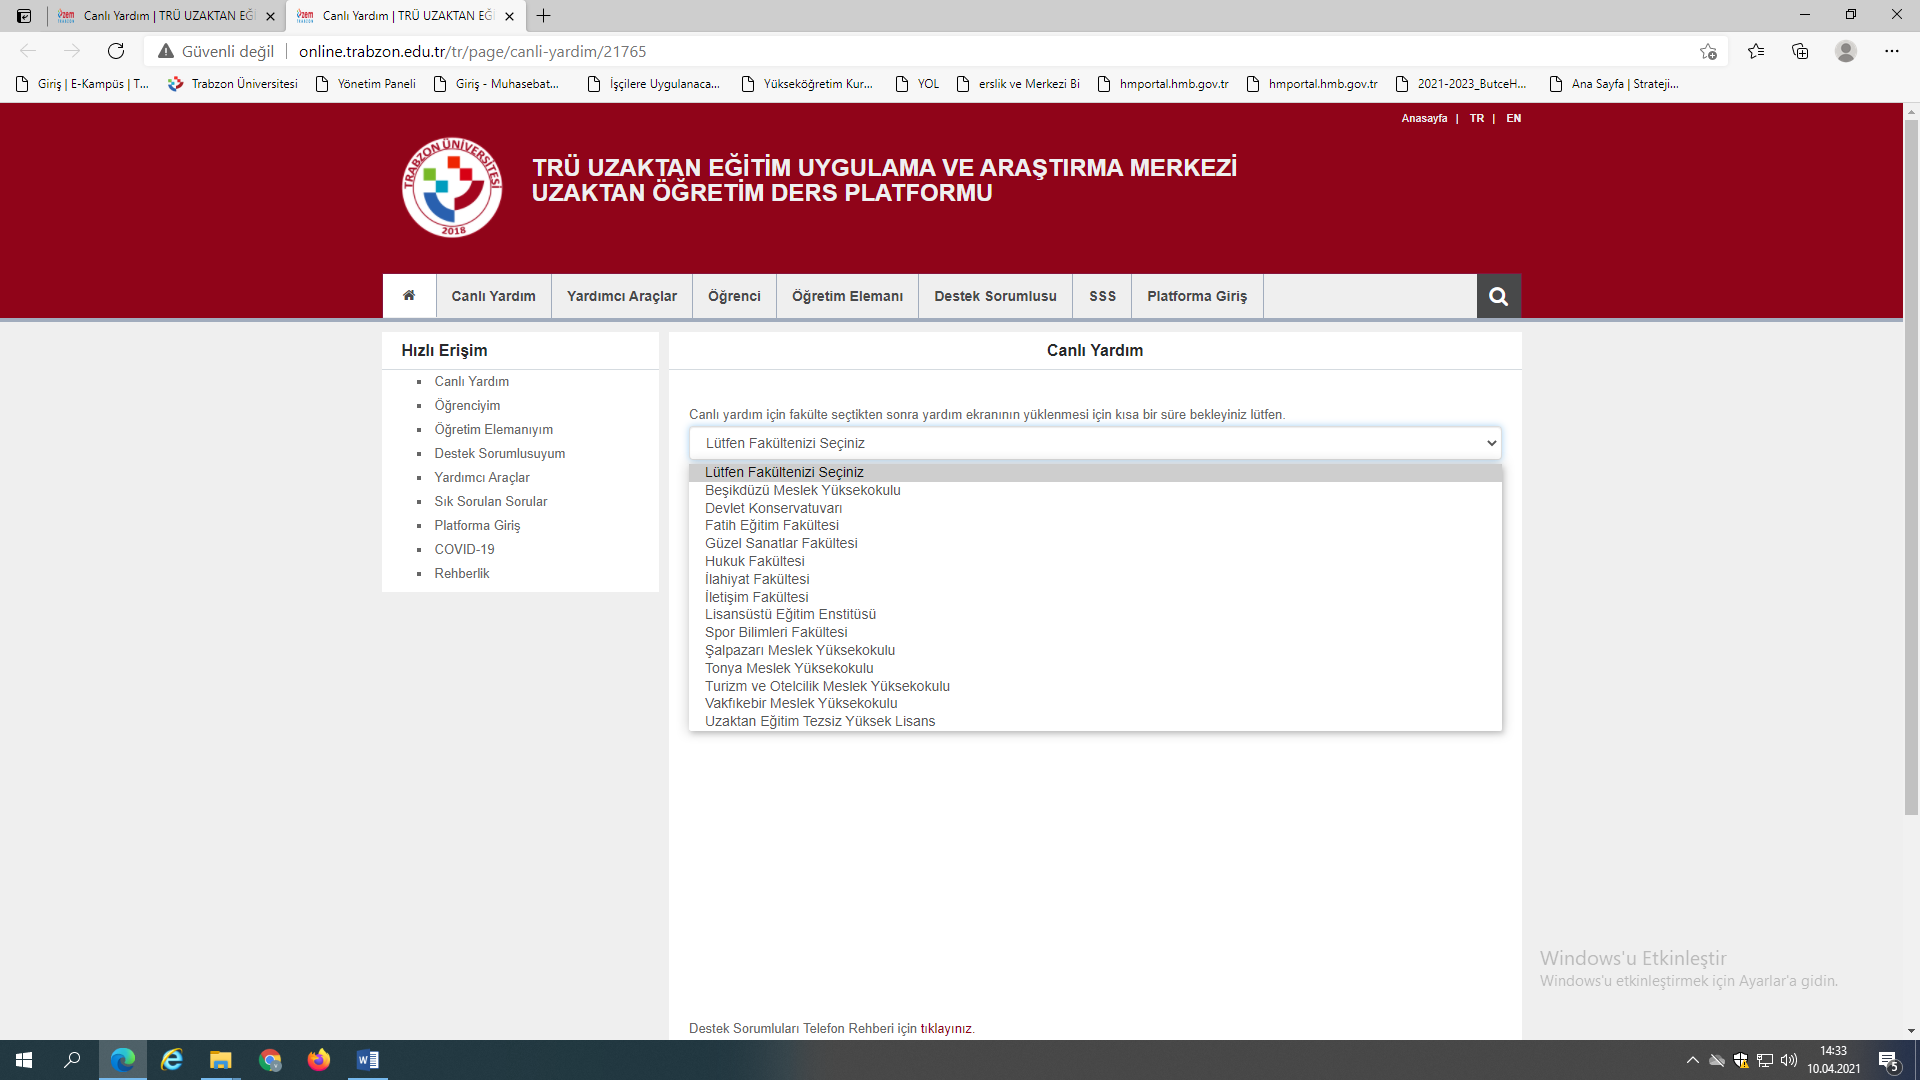 Canlı Yardım | TRÜ UZAKTAN EĞİ
Canlı Yardım | TRÜ UZAKTAN EĞİ
Güvenli değil
online.trabzon.edu.tr/tr/page/canli-yardim/21765
Giriş | E-Kampüs | T...
Trabzon Üniversitesi
Yönetim Paneli
Giriş - Muhasebat...
İşçilere Uygulanaca...
Yükseköğretim Kur...
YOL
erslik ve Merkezi Bi
hmportal.hmb.gov.tr
hmportal.hmb.gov.tr
2021-2023_ButceH...
Ana Sayfa | Strateji...
Anasayfa | TR | EN
TRABZON ÜNİVERSİTESİ
2018
TRÜ UZAKTAN EĞİTİM UYGULAMA VE ARAŞTIRMA MERKEZİ
UZAKTAN ÖĞRETİM DERS PLATFORMU
Canlı Yardım
Yardımcı Araçlar
Öğrenci
Öğretim Elemanı
Destek Sorumlusu
SSS
Platforma Giriş
Hızlı Erişim
Canlı Yardım
Öğrenciyim
Öğretim Elemanıyım
Destek Sorumlusuyum
Yardımcı Araçlar
Sık Sorulan Sorular
Platforma Giriş
COVID-19
Rehberlik
Canlı Yardım
Canlı yardım için fakülte seçtikten sonra yardım ekranının yüklenmesi için kısa bir süre bekleyiniz lütfen.
Lütfen Fakültenizi Seçiniz
Lütfen Fakültenizi Seçiniz
Beşikdüzü Meslek Yüksekokulu
Devlet Konservatuvarı
Fatih Eğitim Fakültesi
Güzel Sanatlar Fakültesi
Hukuk Fakültesi
İlahiyat Fakültesi
İletişim Fakültesi
Lisansüstü Eğitim Enstitüsü
Spor Bilimleri Fakültesi
Şalpazarı Meslek Yüksekokulu
Tonya Meslek Yüksekokulu
Turizm ve Otelcilik Meslek Yüksekokulu
Vakfıkebir Meslek Yüksekokulu
Uzaktan Eğitim Tezsiz Yüksek Lisans
Destek Sorumluları Telefon Rehberi için tıklayınız.
Windows'u Etkinleştir
Windows'u etkinleştirmek için Ayarlar'a gidin.
14:33
10.04.2021
5